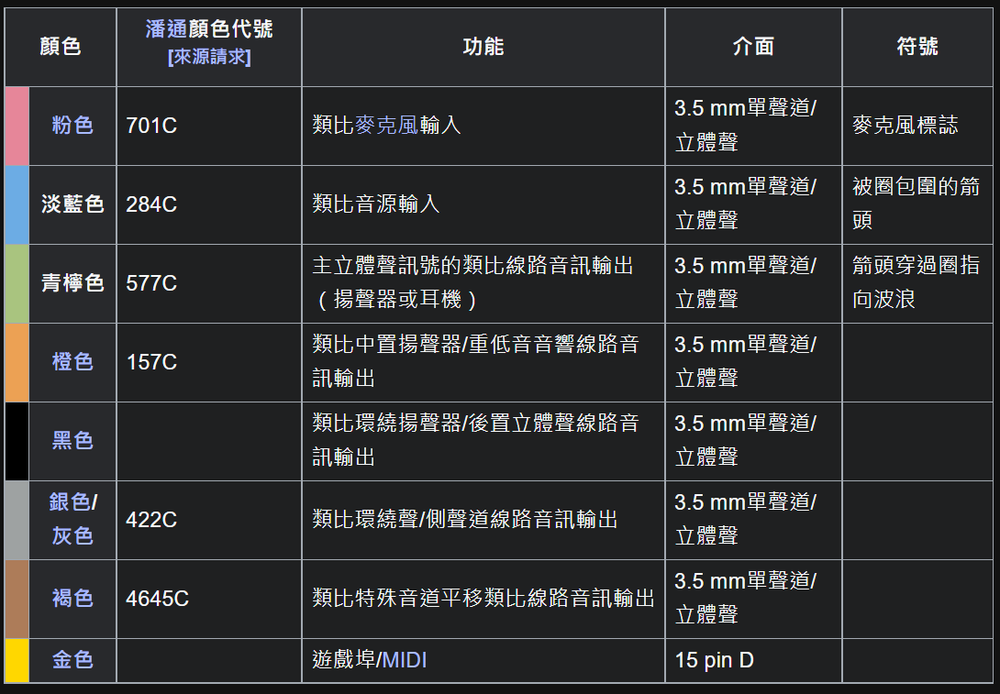 顏色
潘通顏色代號
[來源請求]
功能
介面
符號
粉色
701C
類比麥克風輸入
3.5 mm單聲道/
立體聲
麥克風標誌
淡藍色
284C
類比音源輸入
3.5 mm單聲道/
立體聲
被圈包圍的箭
頭
青檸色
577C
主立體聲訊號的類比線路音訊輸出
（揚聲器或耳機）
3.5 mm單聲道/
立體聲
箭頭穿過圈指
向波浪
橙色
157C
類比中置揚聲器/重低音音響線路音
訊輸出
3.5 mm單聲道/
立體聲
黑色
類比環繞揚聲器/後置立體聲線路音
訊輸出
3.5 mm單聲道/
立體聲
銀色/
灰色
422C
類比環繞聲/側聲道線路音訊輸出
3.5 mm單聲道/
立體聲
褐色
4645C
類比特殊音道平移類比線路音訊輸出
3.5 mm單聲道/
立體聲
金色
遊戲埠/MIDI
15 pin D